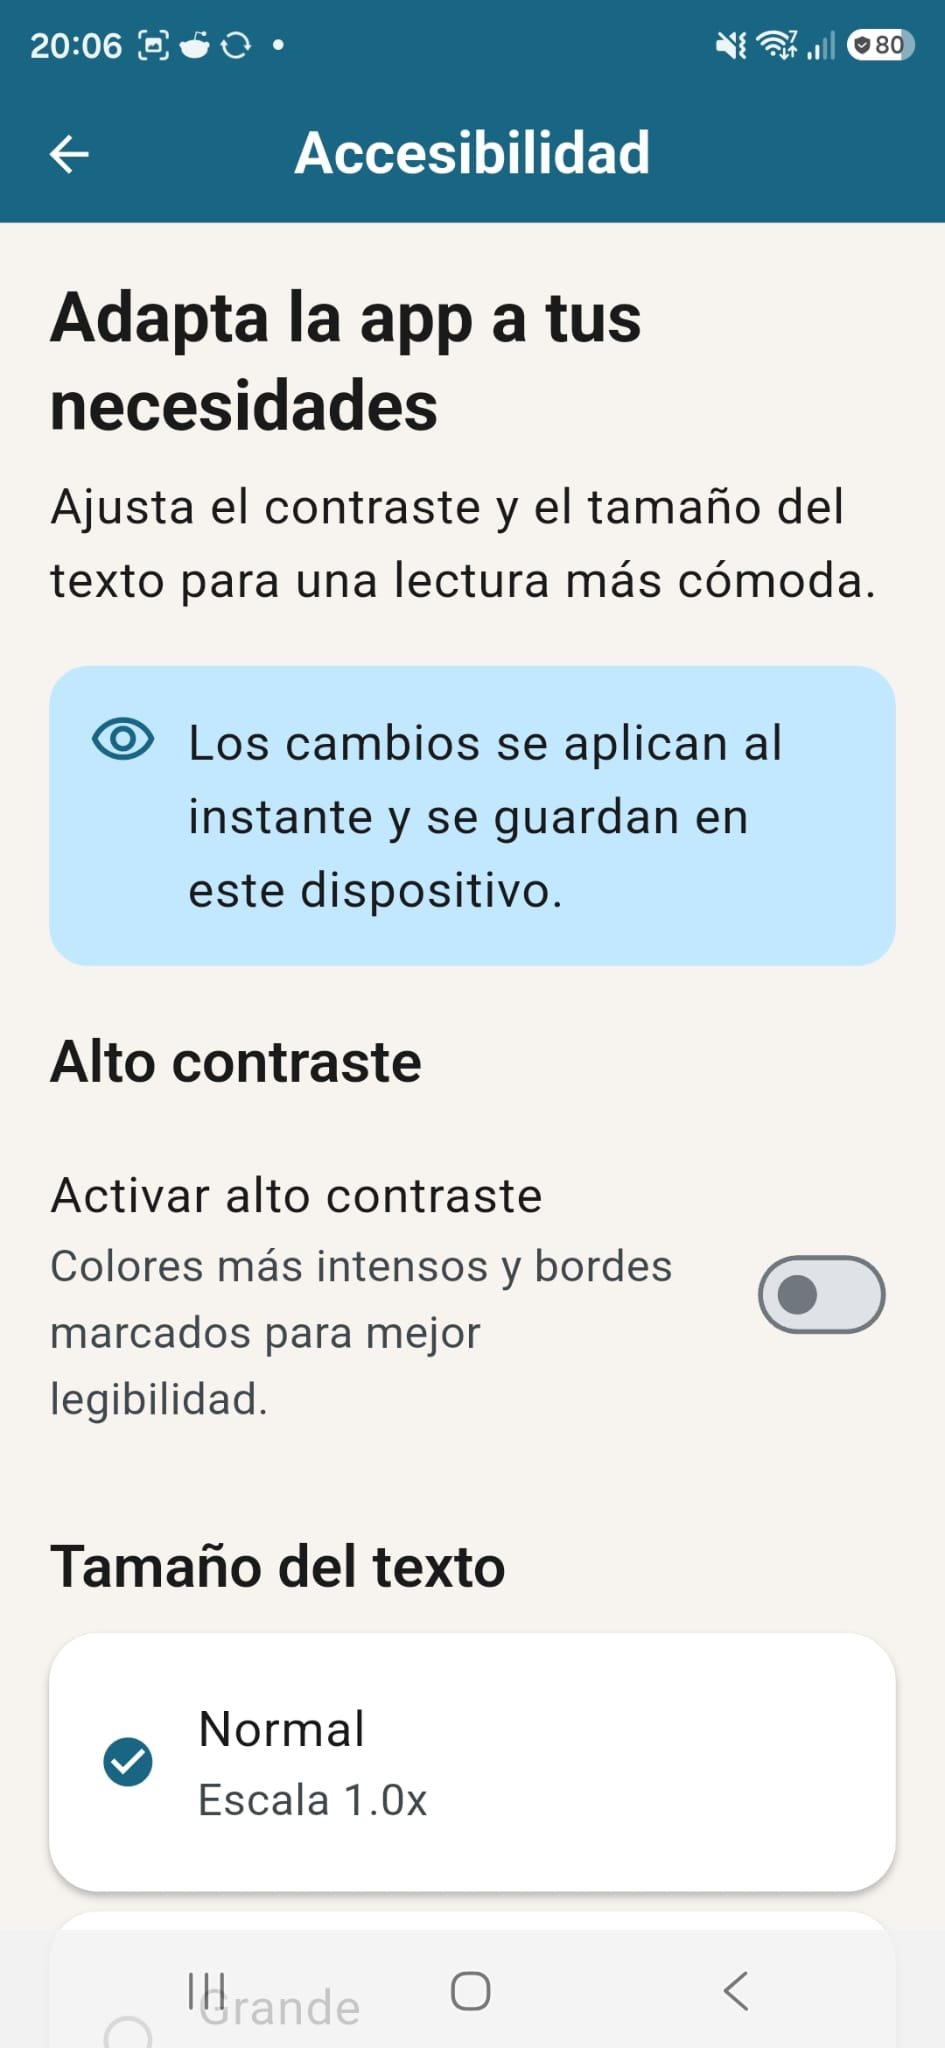 20:06
7
80
Accesibilidad
Adapta la app a tus
necesidades
Ajusta el contraste y el tamaño del
texto para una lectura más cómoda.
Los cambios se aplican al
instante y se guardan en
este dispositivo.
Alto contraste
Activar alto contraste
Colores más intensos y bordes
marcados para mejor
legibilidad.
Tamaño del texto
Normal
Escala 1.0x
Grande